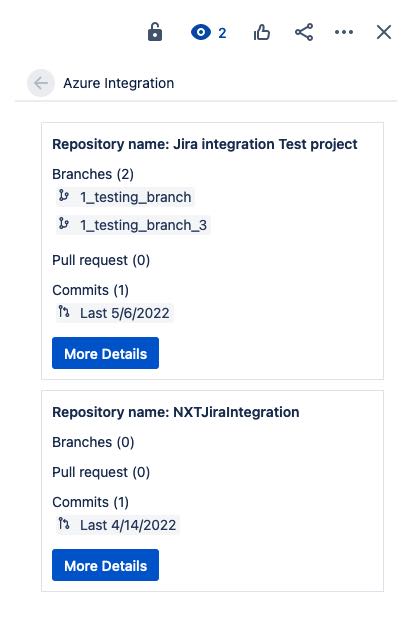 2
Azure Integration
Repository name: Jira integration Test project
Branches (2)
1_testing_branch
1_testing_branch_3
Pull request (0)
Commits (1)
Last 5/6/2022
More Details
Repository name: NXTJiraIntegration
Branches (0)
Pull request (0)
Commits (1)
Last 4/14/2022
More Details